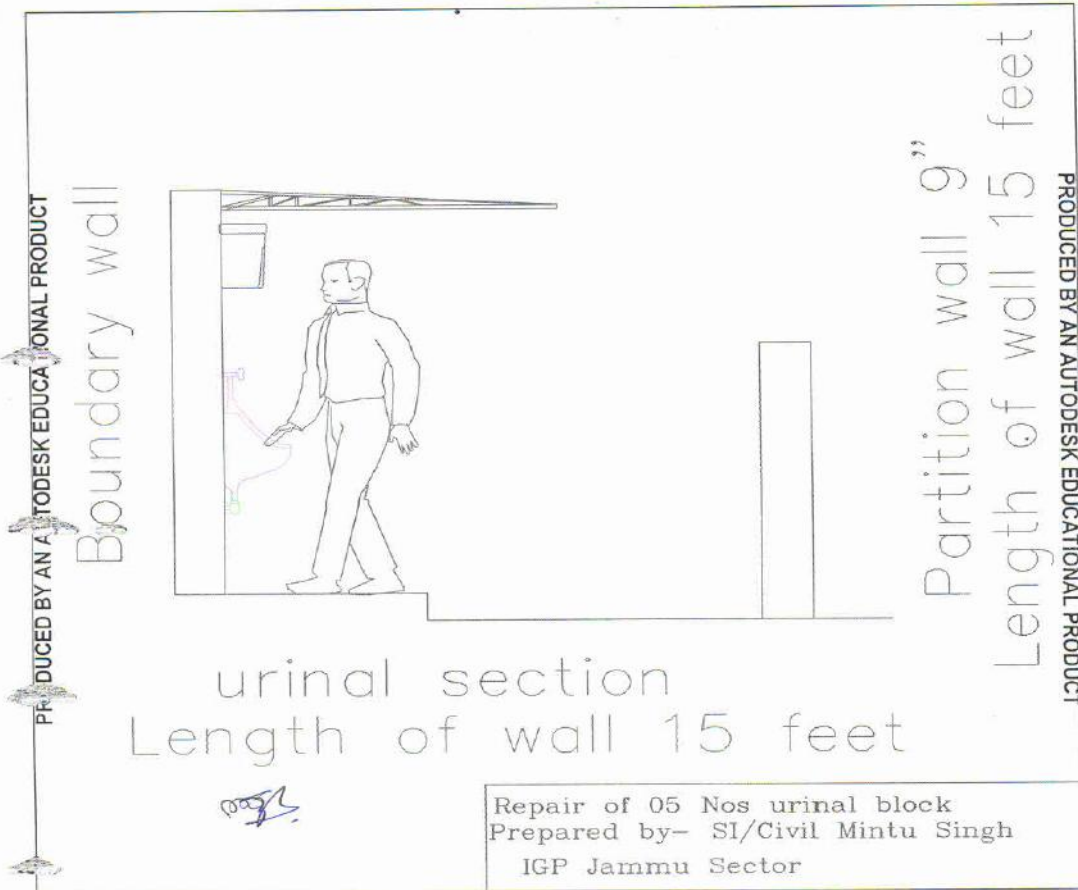 PRODUCED BY AN AUTODESK EDUCATIONAL PRODUCT
Boundary wall
Partition wall 9"
Length of wall 15 feet
PRODUCED BY AN AUTODESK EDUCATIONAL PRODUCT
urinal section
Length of wall 15 feet
Repair of 05 Nos urinal block
Prepared by- SI/Civil Mintu Singh
IGP Jammu Sector